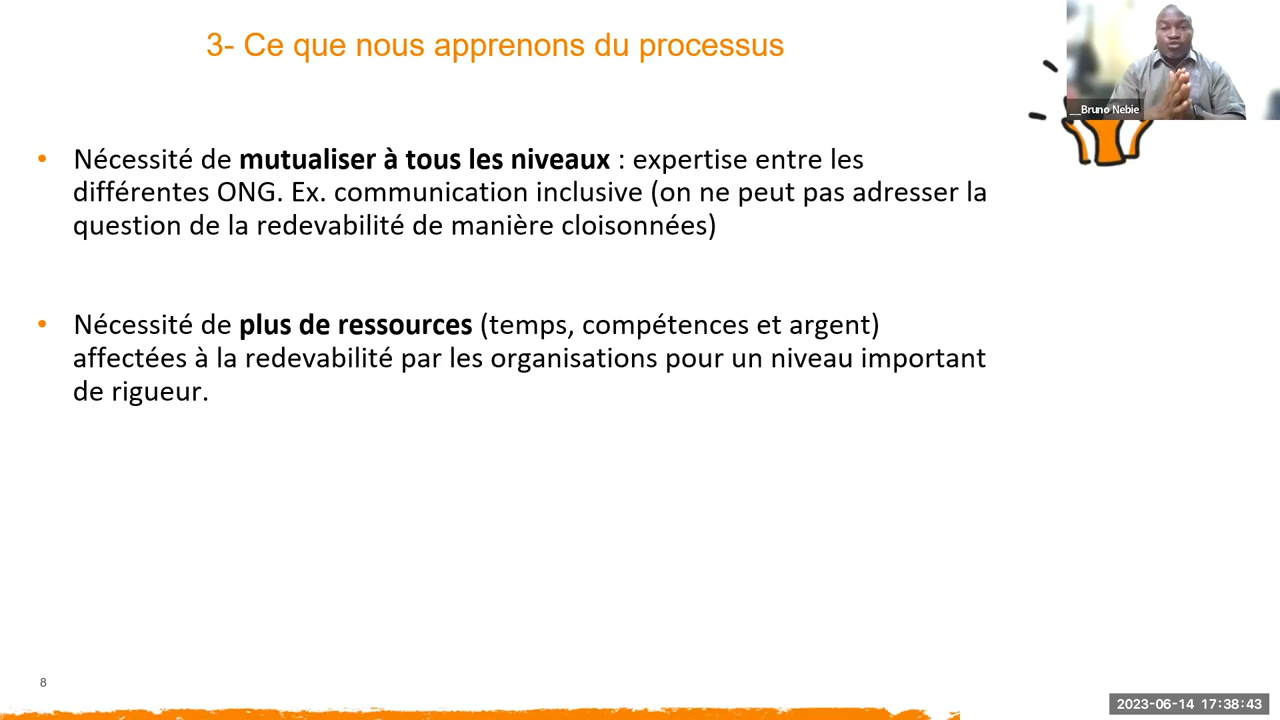 3- Ce que nous apprenons du processus
__Bruno Nebie
• Nécessité de mutualiser à tous les niveaux : expertise entre les
différentes ONG. Ex. communication inclusive (on ne peut pas adresser la
question de la redevabilité de manière cloisonnées)
• Nécessité de plus de ressources (temps, compétences et argent)
affectées à la redevabilité par les organisations pour un niveau important
de rigueur.
8
2023-06-14 17:38:43